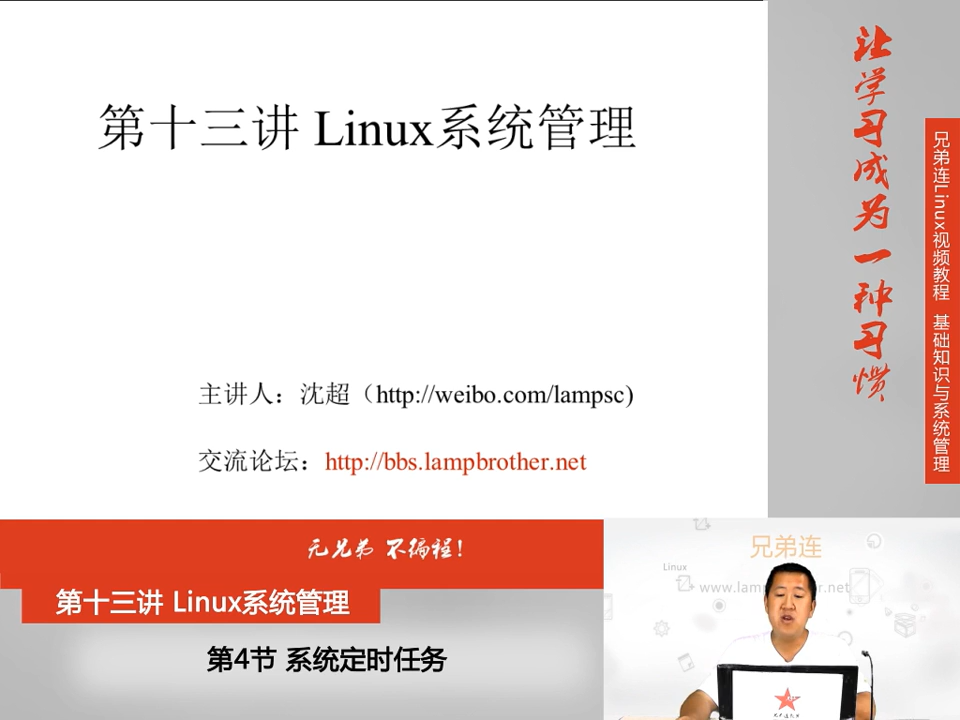 第十三讲 Linux系统管理
主讲人：沈超（http://weibo.com/lampsc)
交流论坛：http://bbs.lampbrother.net
让学习成为一种习惯
兄弟连Linux视频教程 基础知识与系统管理
无兄弟 不编程！
第十三讲 Linux系统管理
第4节 系统定时任务
兄弟连
Linux